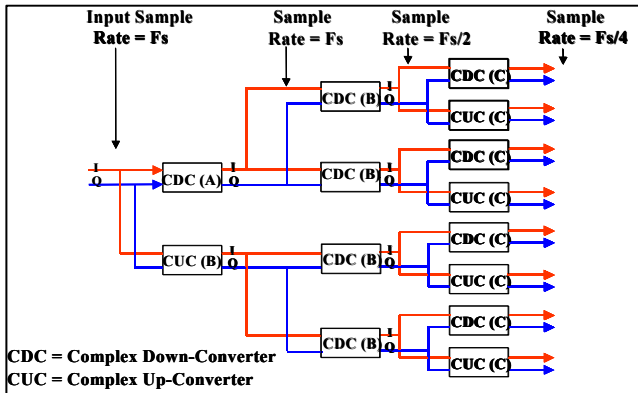 Input Sample
Rate = Fs
Sample
Rate = Fs
Sample
Rate = Fs/2
Sample
Rate = Fs/4
CDC (C)
I
Q
CDC (B)
CUC (C)
CDC (C)
I
Q
I
Q
CDC (A)
I
Q
CDC (B)
CUC (C)
CDC (C)
I
Q
CUC (B)
I
Q
CDC (B)
CUC (C)
CDC (C)
I
Q
CDC (B)
CUC (C)
CDC = Complex Down-Converter
CUC = Complex Up-Converter